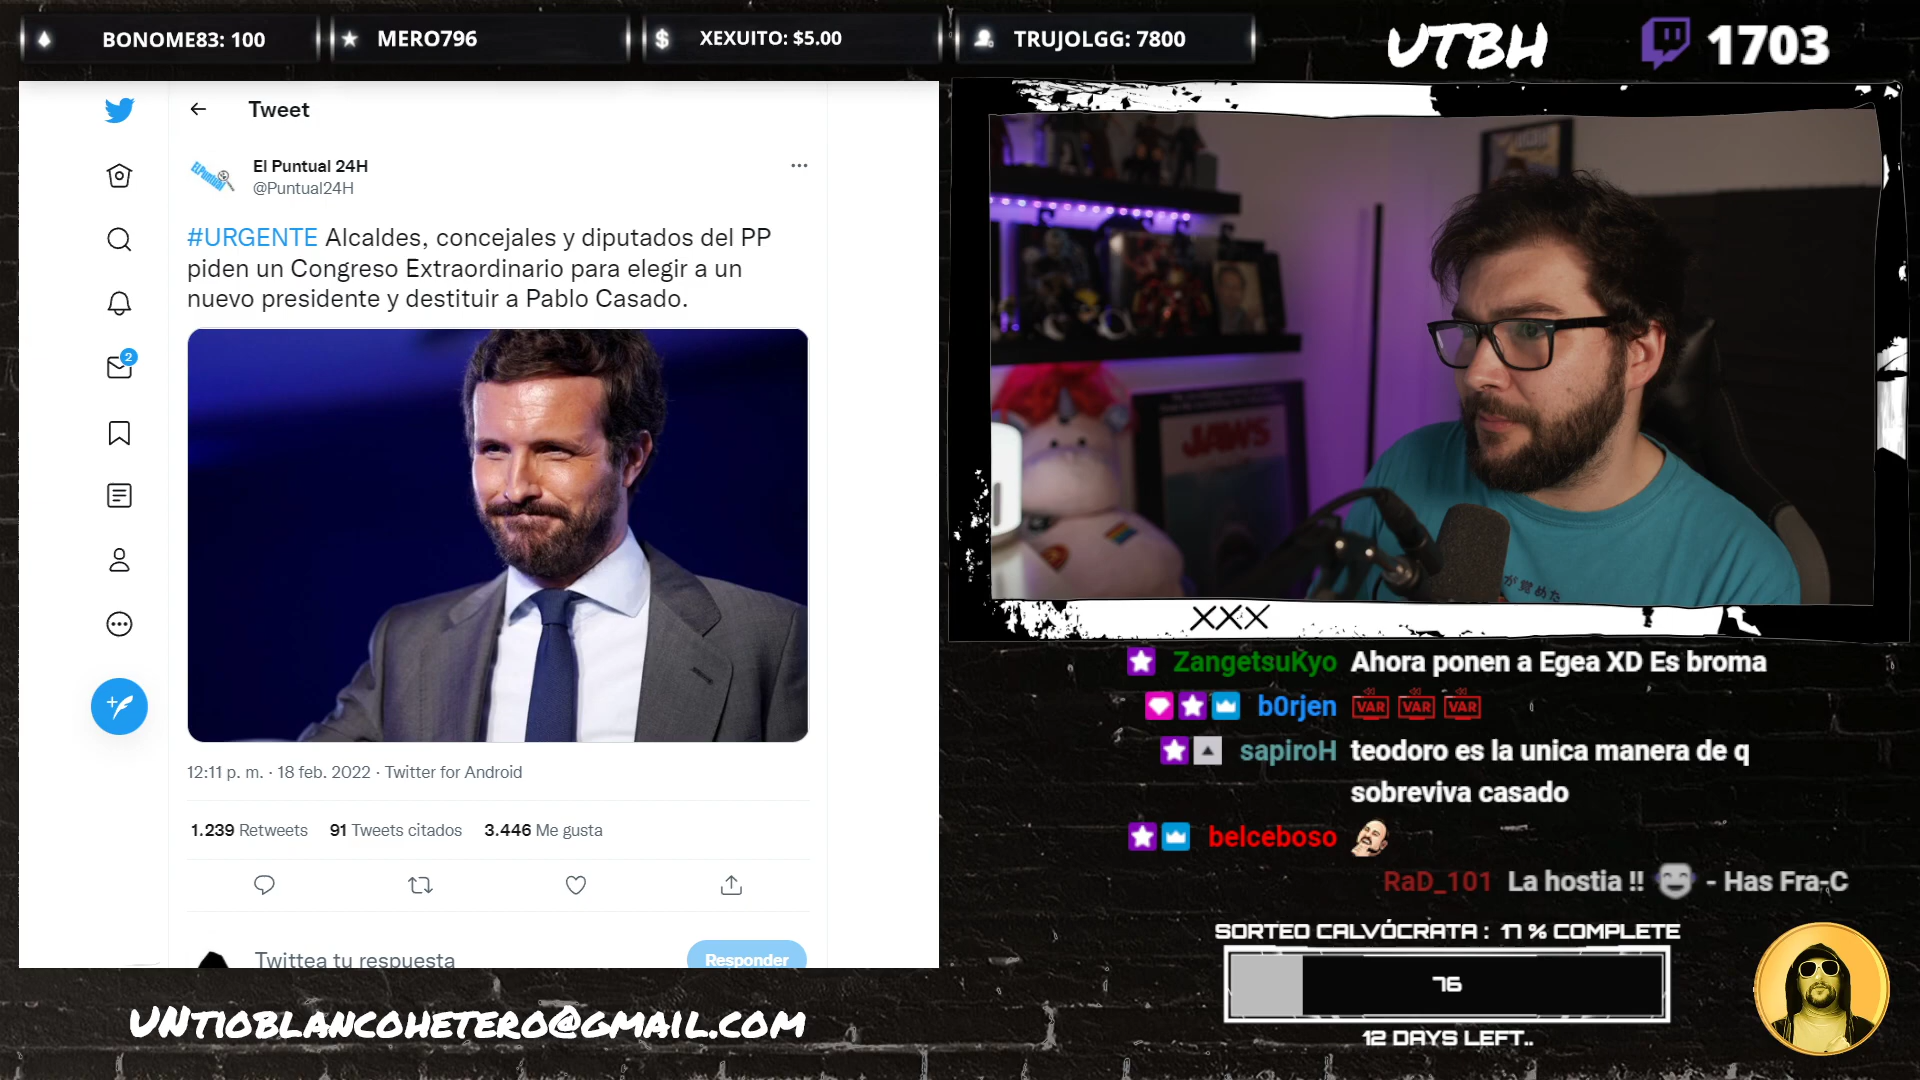 BONOME83: 100
MERO796
XEXUITO: $5.00
TRUJOLGG: 7800
UTBH
1703
Tweet
El Puntual 24H
@Puntual24H
#URGENTE Alcaldes, concejales y diputados del PP
piden un Congreso Extraordinario para elegir a un
nuevo presidente y destituir a Pablo Casado.
2
12:11 p. m. · 18 feb. 2022 · Twitter for Android
1.239 Retweets 91 Tweets citados 3.446 Me gusta
Twittea tu respuesta
Responder
UNTIOBLANCOHETERO@GMAIL.COM
JAWS
XXX
ZangetsuKyo Ahora ponen a Egea XD Es broma
b0rjen VAR VAR VAR
sapiroH teodoro es la unica manera de q
sobreviva casado
belceboso
RaD_101 La hostia !! - Has Fra-C
SORTEO CALVÓCRATA : 17 % COMPLETE
76
12 DAYS LEFT..